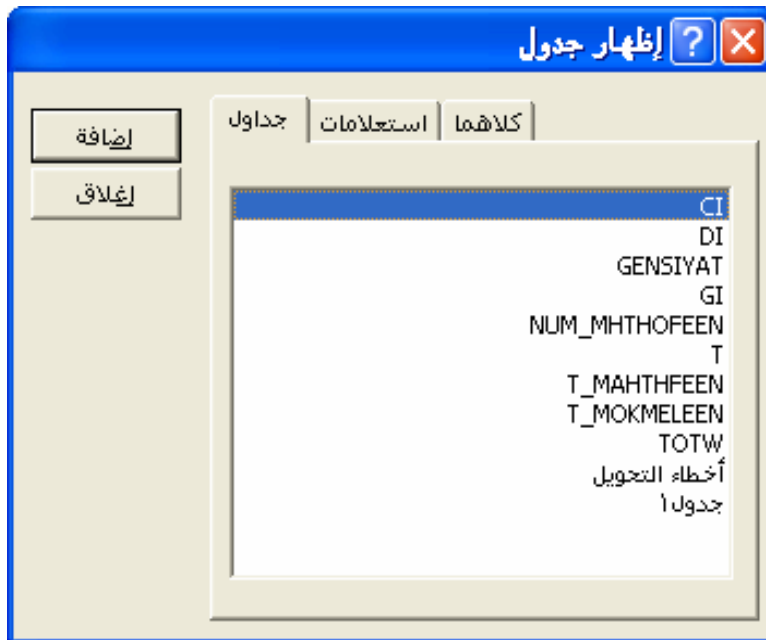 إظهار جدول
جداول استعلامات كلاهما
إضافة
إغلاق
CI
DI
GENSIYAT
GI
NUM_MHTHOFEEN
T
T_MAHTHFEEN
T_MOKMELEEN
TOTW
أخطاء التحويل
جدول١